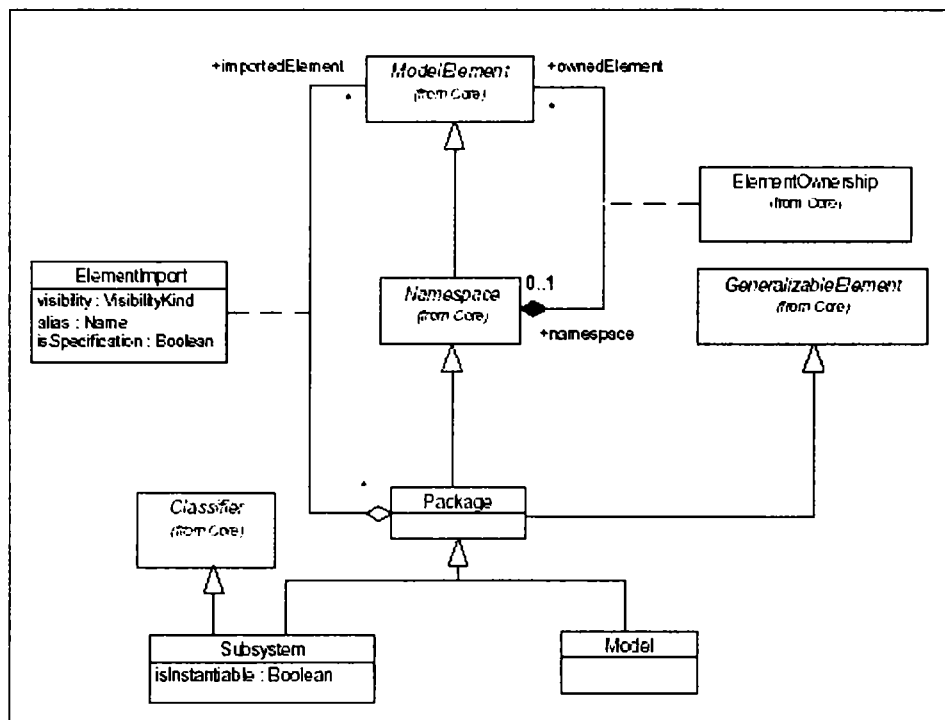 +importedElement
ModelElement
(from Core)
+ownedElement
*
*
ElementOwnership
(from Core)
ElementImport
visibility : VisibilityKind
alias : Name
isSpecification : Boolean
Namespace
(from Core)
0..1
+namespace
GeneralizableElement
(from Core)
*
Package
Classifier
(from Core)
Subsystem
isInstantiable : Boolean
Model